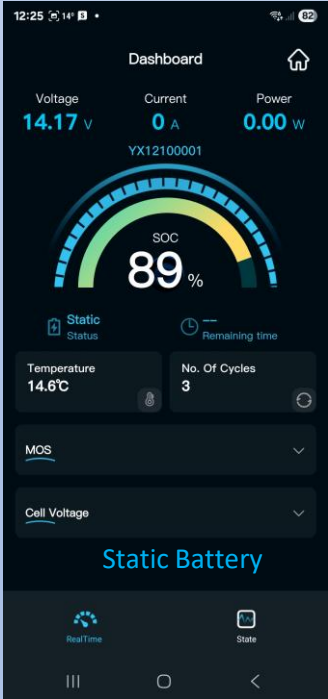 12:25 14° S • 82
Dashboard
Voltage Current Power
14.17 V 0 A 0.00 W
YX12100001
SOC
89 %
Static --
Status Remaining time
Temperature No. Of Cycles
14.6℃ 3
MOS
Cell Voltage
Static Battery
RealTime State